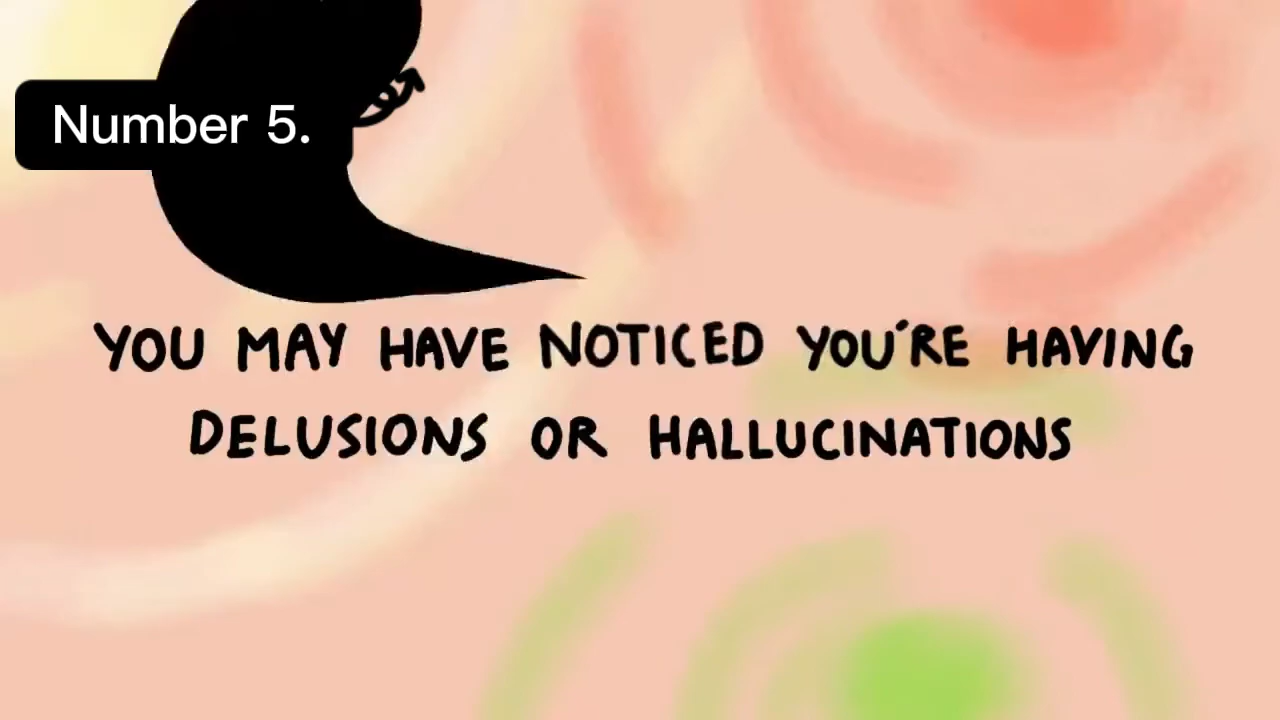 Number 5.
YOU MAY HAVE NOTICED YOU'RE HAVING
DELUSIONS OR HALLUCINATIONS